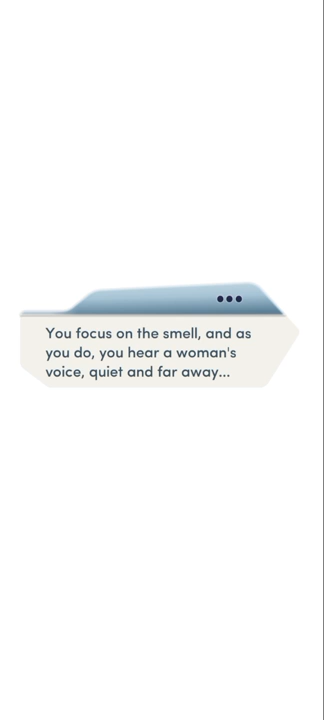 You focus on the smell, and as
you do, you hear a woman's
voice, quiet and far away...